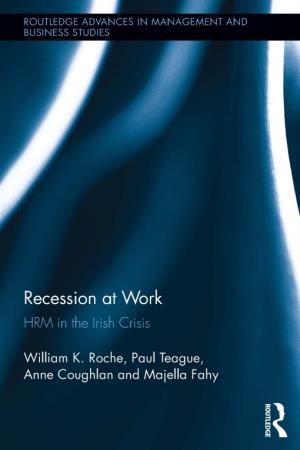 ROUTLEDGE ADVANCES IN MANAGEMENT AND
BUSINESS STUDIES
Recession at Work
HRM in the Irish Crisis
William K. Roche, Paul Teague,
Anne Coughlan and Majella Fahy
ROUTLEDGE